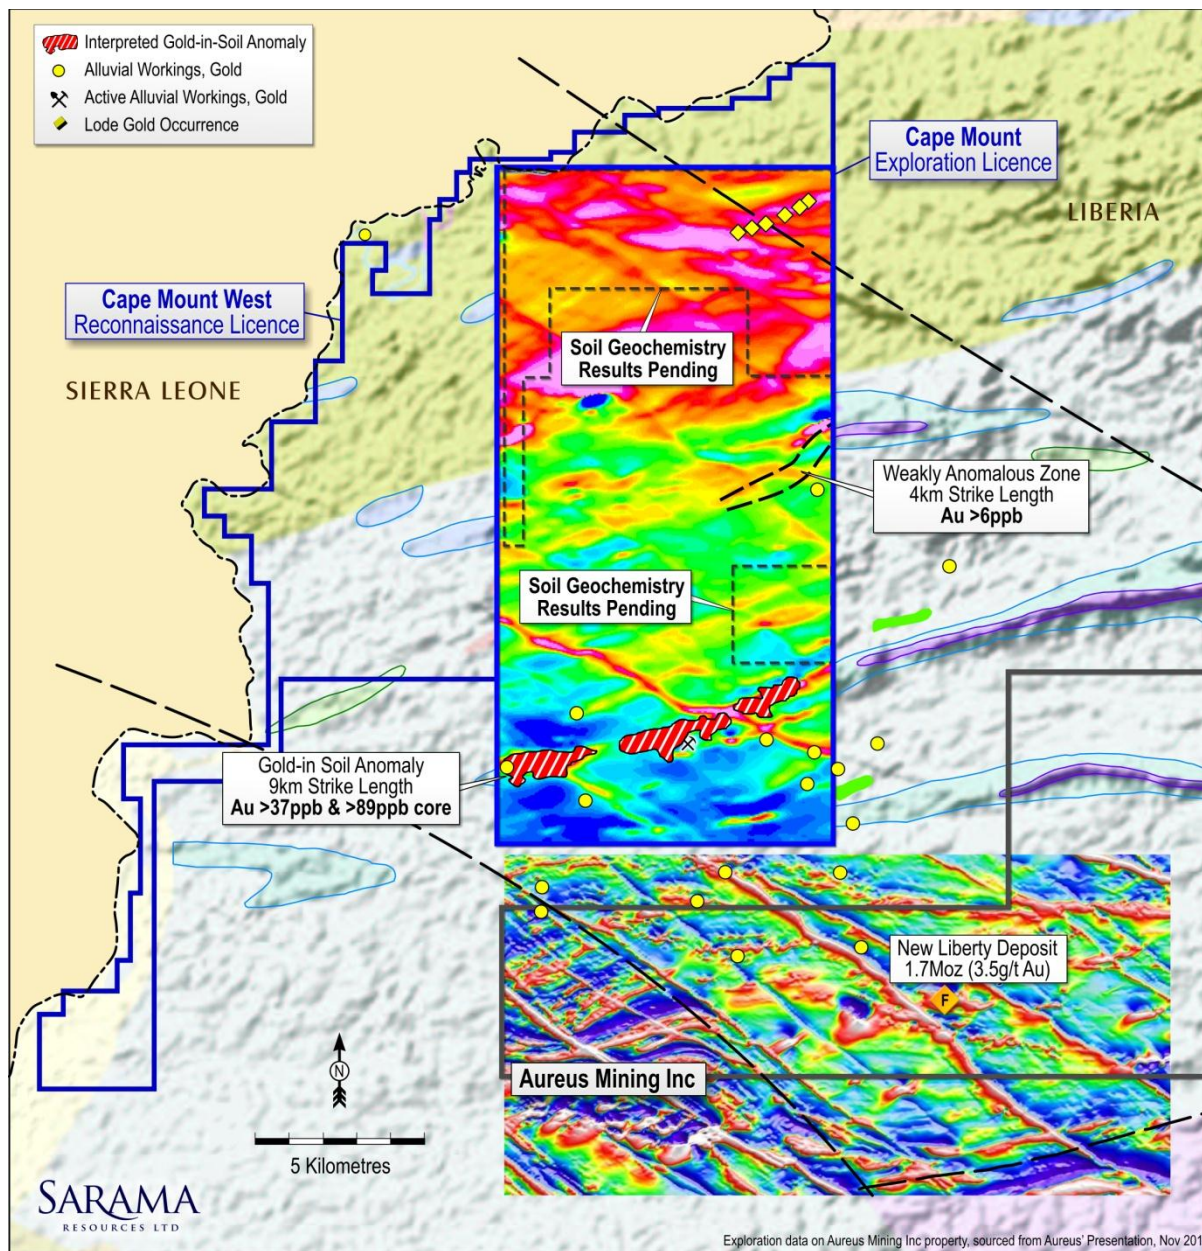 Interpreted Gold-in-Soil Anomaly
Alluvial Workings, Gold
Active Alluvial Workings, Gold
Lode Gold Occurrence
Cape Mount
Exploration Licence
LIBERIA
Cape Mount West
Reconnaissance Licence
SIERRA LEONE
Soil Geochemistry
Results Pending
Weakly Anomalous Zone
4km Strike Length
Au >6ppb
Soil Geochemistry
Results Pending
Gold-in Soil Anomaly
9km Strike Length
Au >37ppb & >89ppb core
New Liberty Deposit
1.7Moz (3.5g/t Au)
F
Aureus Mining Inc
N
5 Kilometres
SARAMA
RESOURCES LTD
Exploration data on Aureus Mining Inc property, sourced from Aureus' Presentation, Nov 201